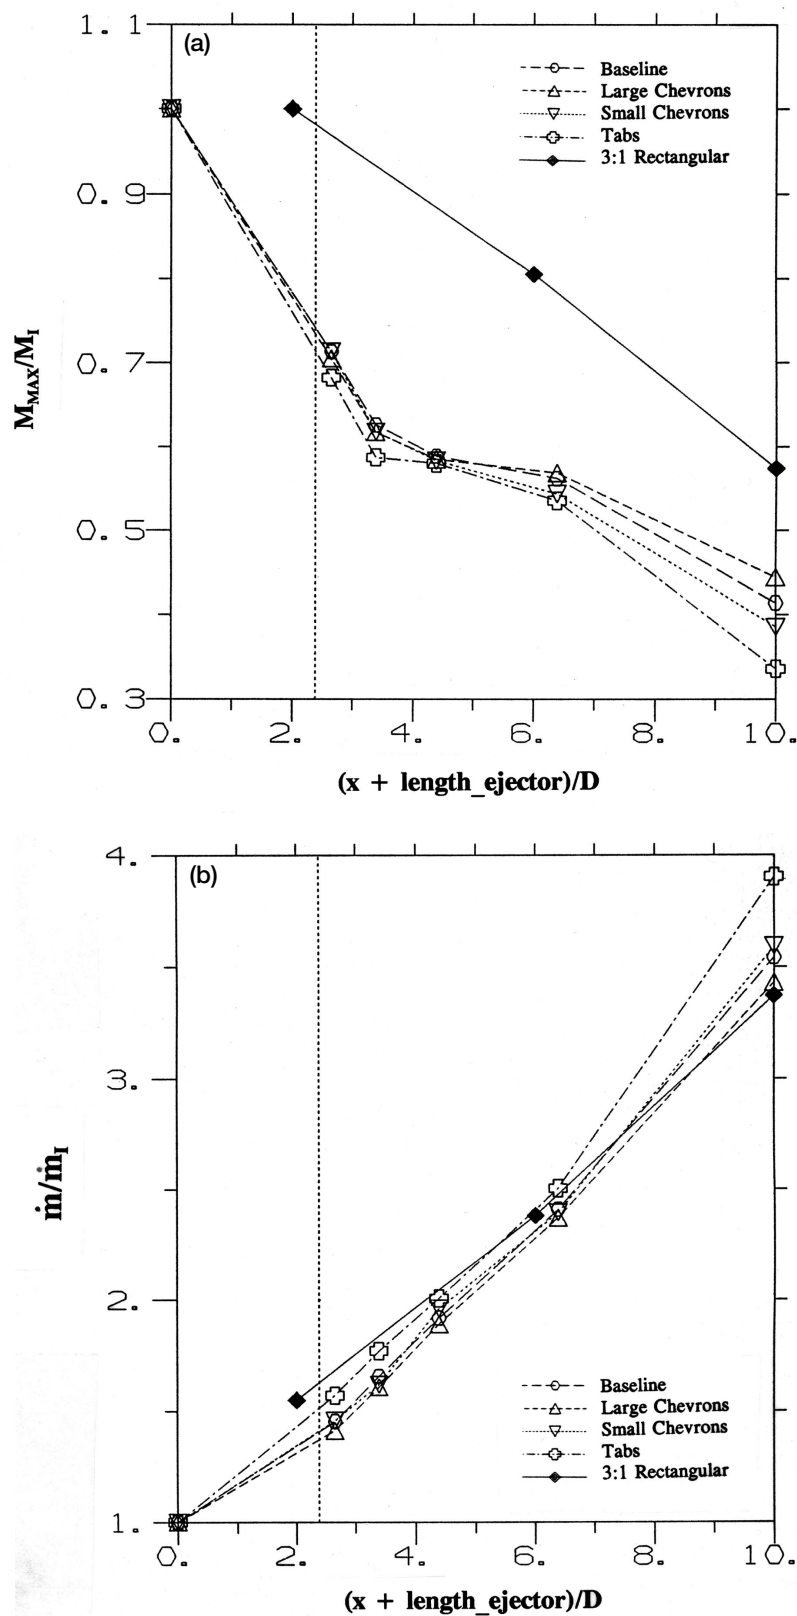 1.1
(a)
Baseline
Large Chevrons
Small Chevrons
Tabs
3:1 Rectangular
0.9
M_MAX/M_I
0.7
0.5
0.3
0. 2. 4. 6. 8. 10.
(x + length_ejector)/D
4.
(b)
3.
ṁ/ṁ_I
2.
Baseline
Large Chevrons
Small Chevrons
Tabs
3:1 Rectangular
1.
0. 2. 4. 6. 8. 10.
(x + length_ejector)/D